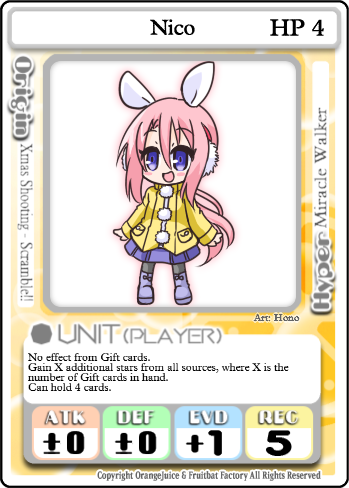 Nico HP 4
Origin Xmas Shooting - Scramble!!
Hyper Miracle Walker
Art: Hono
UNIT(PLAYER)
No effect from Gift cards.
Gain X additional stars from all sources, where X is the
number of Gift cards in hand.
Can hold 4 cards.
ATK DEF EVD REC
±0 ±0 +1 5
Copyright OrangeJuice & Fruitbat Factory All Rights Reserved